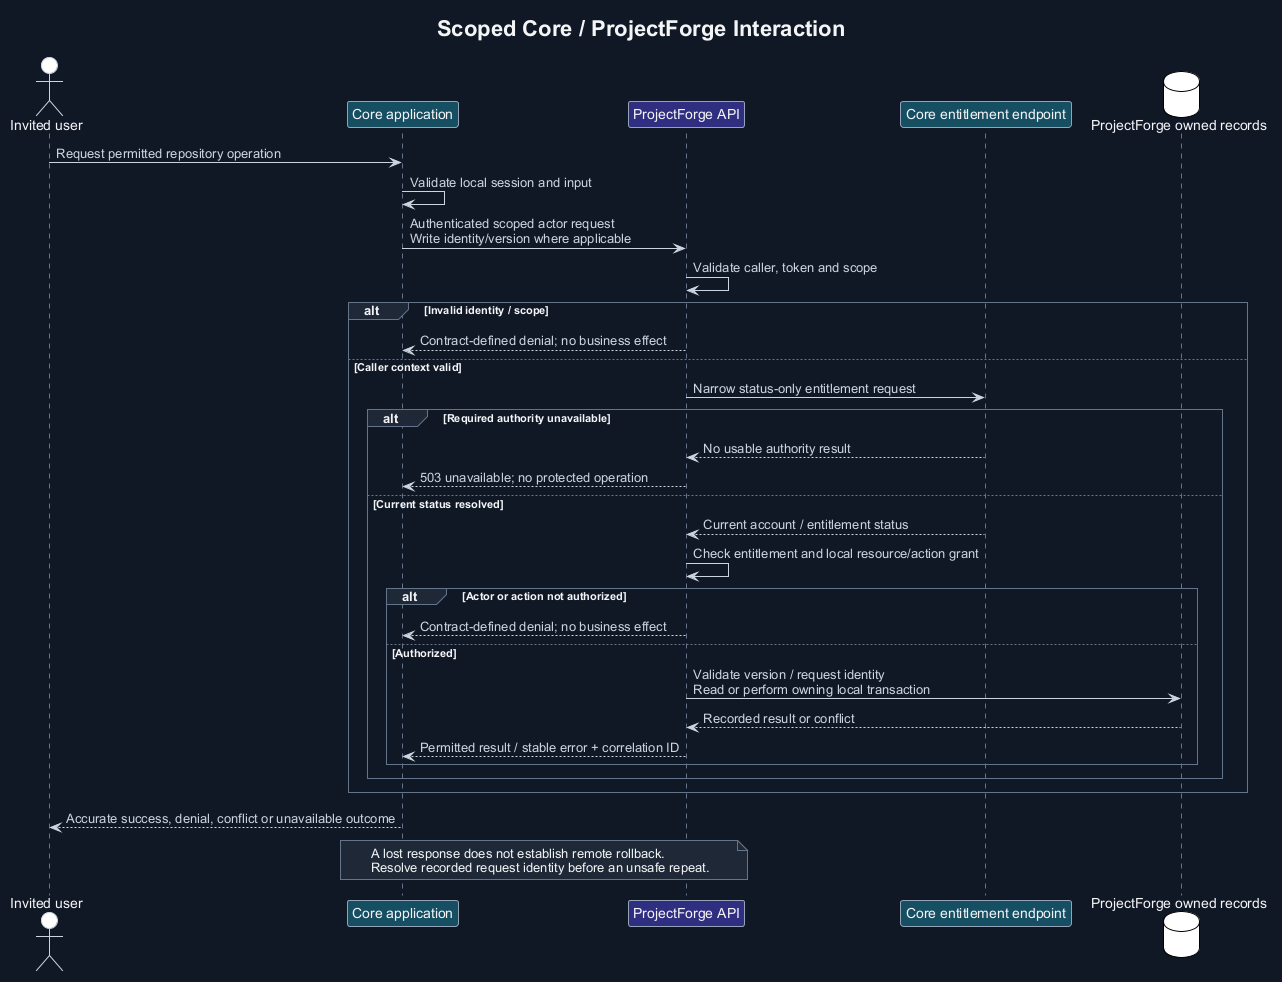 Scoped Core / ProjectForge Interaction
Invited user
Core application
ProjectForge API
Core entitlement endpoint
ProjectForge owned records
Request permitted repository operation
Validate local session and input
Authenticated scoped actor request
Write identity/version where applicable
Validate caller, token and scope
alt
[Invalid identity / scope]
Contract-defined denial; no business effect
[Caller context valid]
Narrow status-only entitlement request
alt
[Required authority unavailable]
No usable authority result
503 unavailable; no protected operation
[Current status resolved]
Current account / entitlement status
Check entitlement and local resource/action grant
alt
[Actor or action not authorized]
Contract-defined denial; no business effect
[Authorized]
Validate version / request identity
Read or perform owning local transaction
Recorded result or conflict
Permitted result / stable error + correlation ID
Accurate success, denial, conflict or unavailable outcome
A lost response does not establish remote rollback.
Resolve recorded request identity before an unsafe repeat.
Invited user
Core application
ProjectForge API
Core entitlement endpoint
ProjectForge owned records